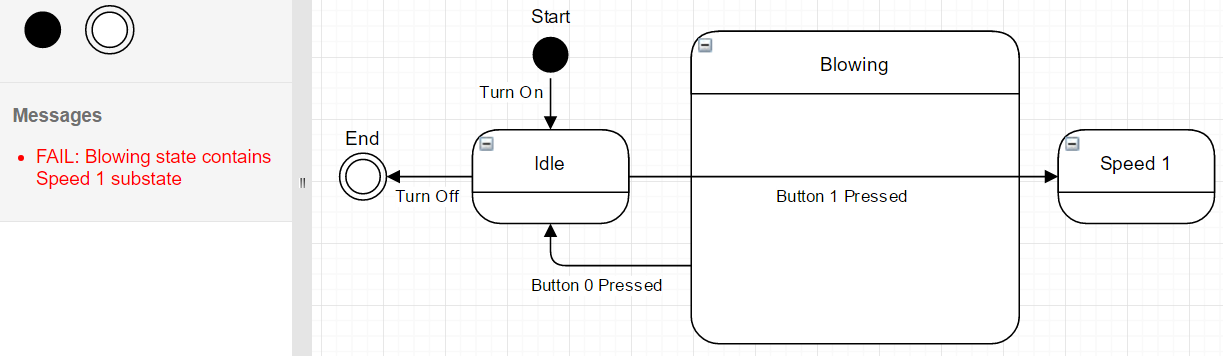 Messages
FAIL: Blowing state contains
Speed 1 substate
Start
Turn On
End
Idle
Turn Off
Blowing
Speed 1
Button 1 Pressed
Button 0 Pressed